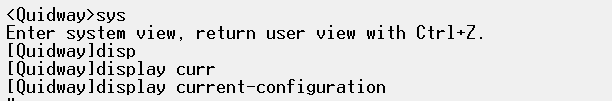 <Quidway>sys
Enter system view, return user view with Ctrl+Z.
[Quidway]disp
[Quidway]display curr
[Quidway]display current-configuration